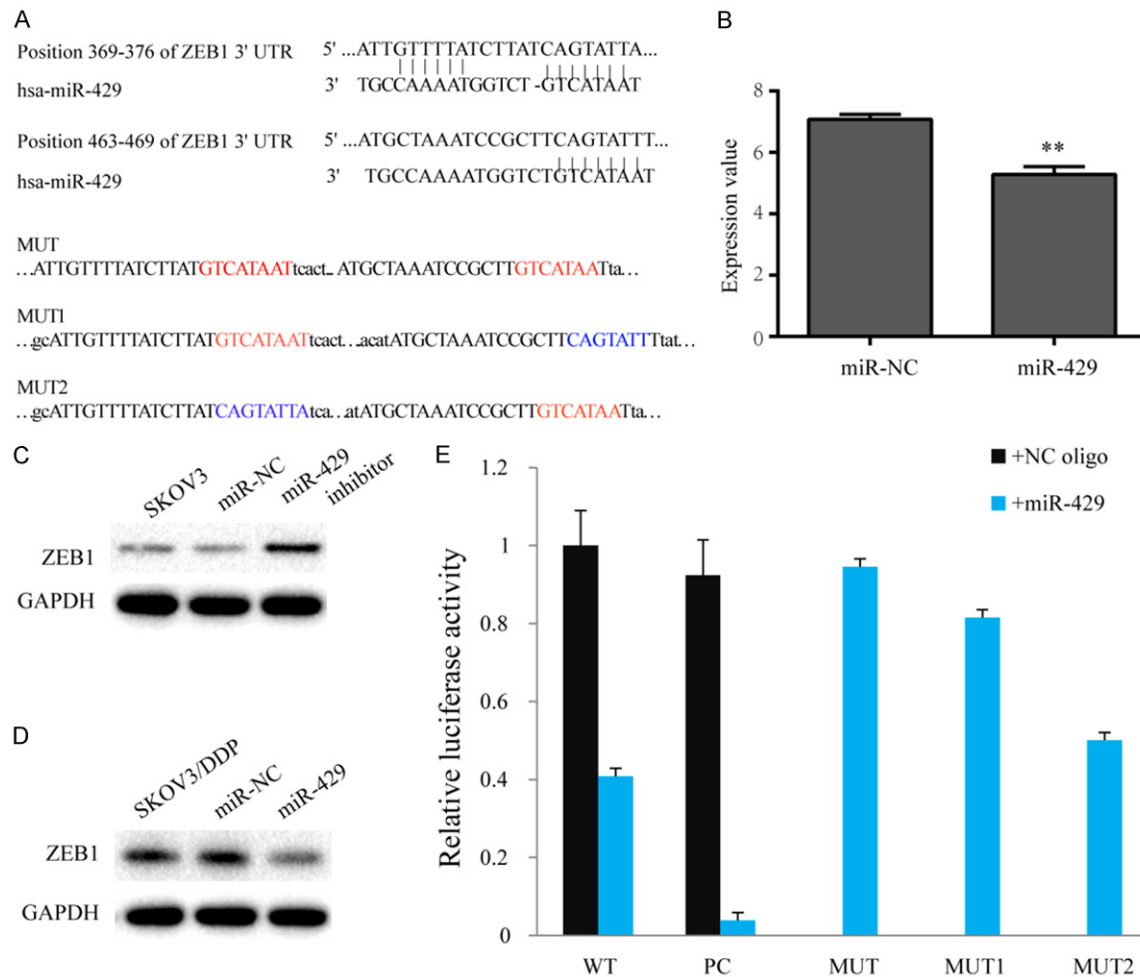 A
Position 369-376 of ZEB1 3' UTR 5' ...ATTGTTTTATCTTATCAGTATTA...
hsa-miR-429 3' TGCCAAAATGGTCT -GTCATAAT
Position 463-469 of ZEB1 3' UTR 5' ...ATGCTAAATCCGCTTCAGTATTT...
hsa-miR-429 3' TGCCAAAATGGTCTGTCATAAT
MUT
...ATTGTTTTATCTTATGTCATAATtcact... ATGCTAAATCCGCTTGTCATAATta...
MUT1
...gcATTGTTTTATCTTATGTCATAATtcact...acatATGCTAAATCCGCTTCAGTATTTtat...
MUT2
...gcATTGTTTTATCTTATCAGTATTAtca...atATGCTAAATCCGCTTGTCATAATta...
B
Expression value
8
6
4
2
0
**
miR-NC miR-429
C
SKOV3 miR-NC miR-429 inhibitor
ZEB1
GAPDH
D
SKOV3/DDP miR-NC miR-429
ZEB1
GAPDH
E
+NC oligo
+miR-429
Relative luciferase activity
1.2
1
0.8
0.6
0.4
0.2
0
WT PC MUT MUT1 MUT2